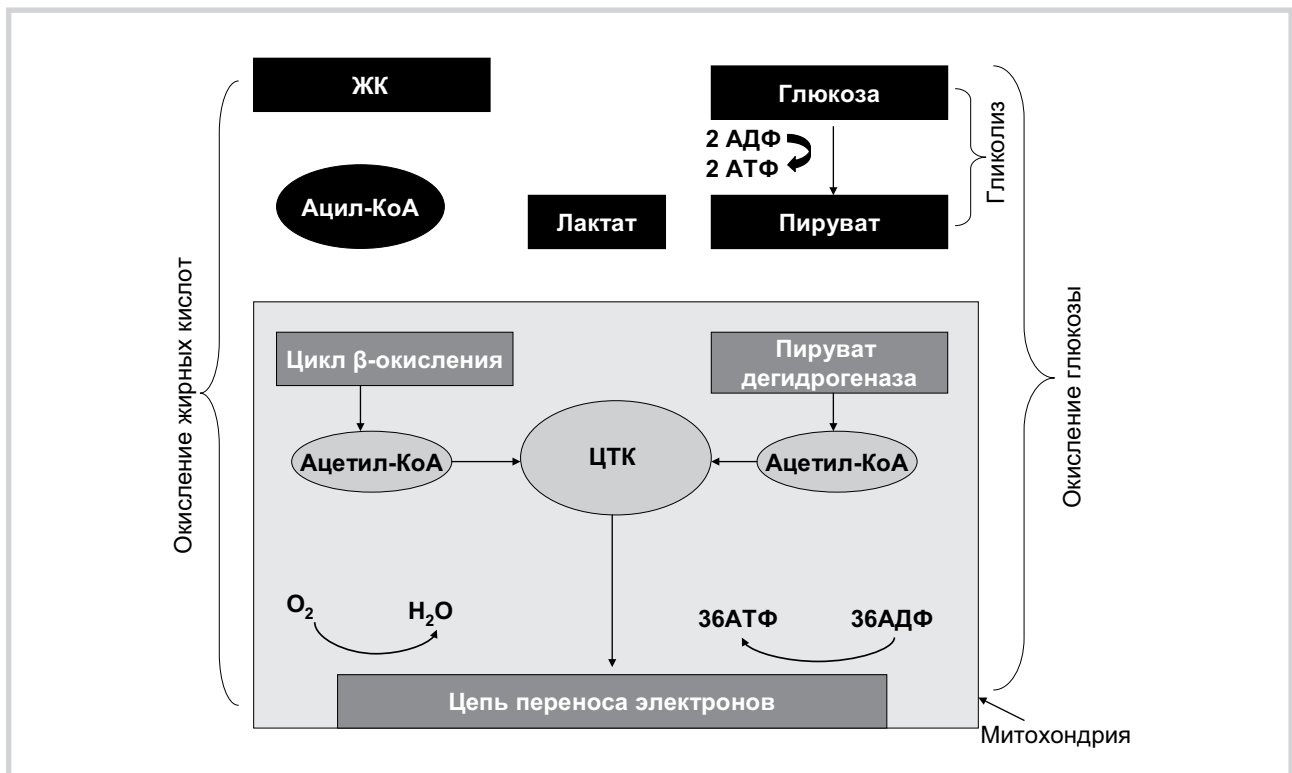 ЖК
Глюкоза
2 АДФ
2 АТФ
Гликолиз
Ацил-КоА
Лактат
Пируват
Окисление жирных кислот
Окисление глюкозы
Цикл β-окисления
Пируват
дегидрогеназа
Ацетил-КоА
ЦТК
Ацетил-КоА
O₂
H₂O
36АТФ
36АДФ
Цепь переноса электронов
Митохондрия